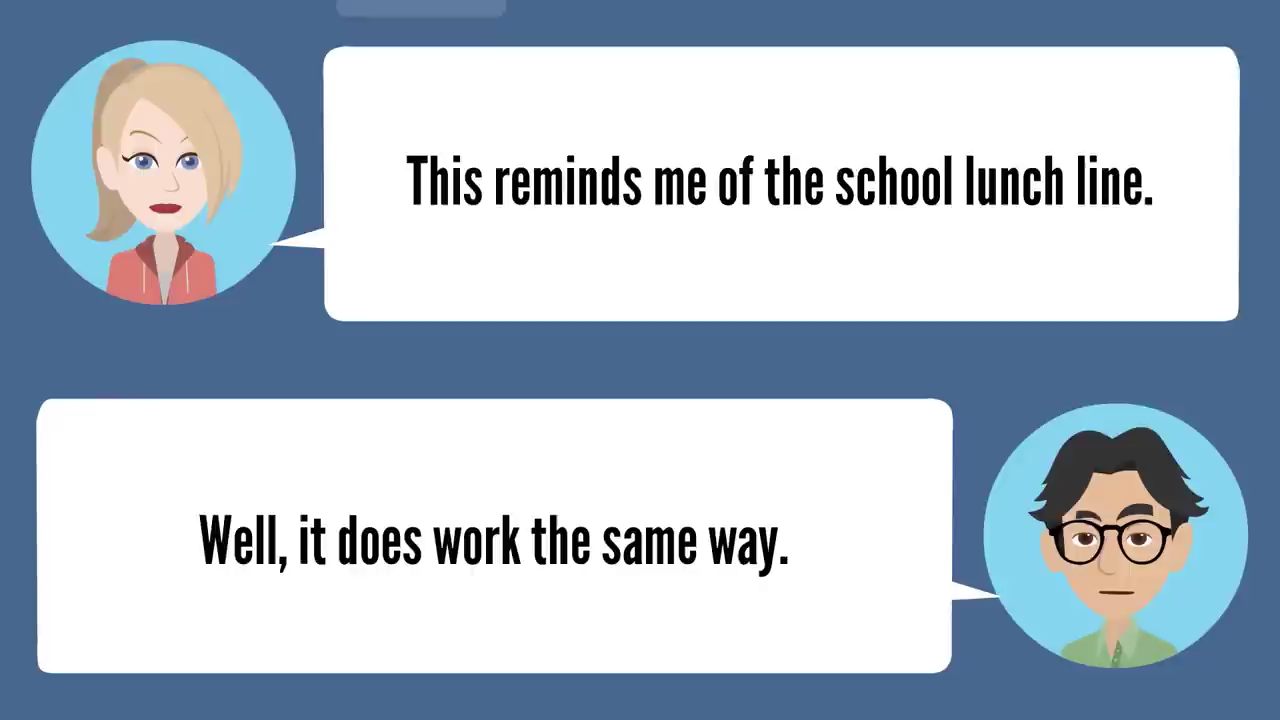 This reminds me of the school lunch line.
Well, it does work the same way.